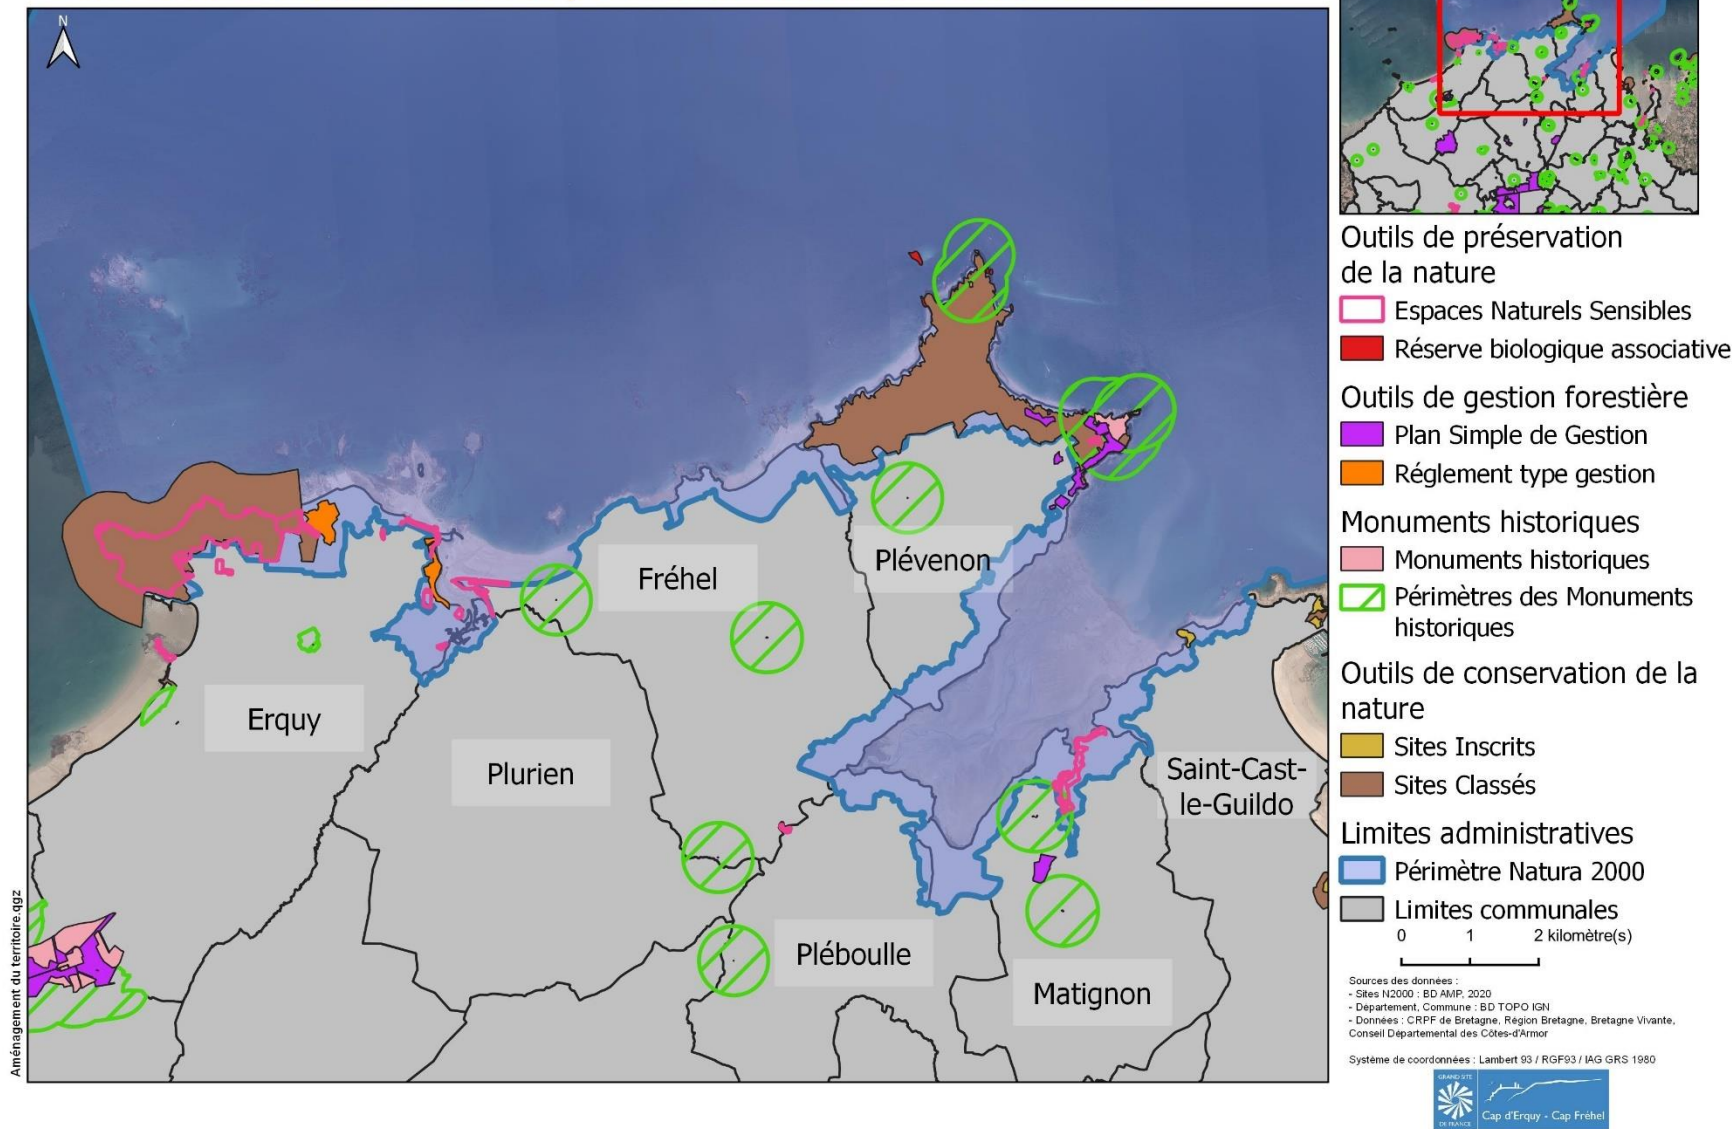 N
Fréhel
Plévenon
Erquy
Plurien
Saint-Cast-
le-Guildo
Pléboulle
Matignon
Aménagement du territoire.qgz
Outils de préservation
de la nature
Espaces Naturels Sensibles
Réserve biologique associative
Outils de gestion forestière
Plan Simple de Gestion
Réglement type gestion
Monuments historiques
Monuments historiques
Périmètres des Monuments
historiques
Outils de conservation de la
nature
Sites Inscrits
Sites Classés
Limites administratives
Périmètre Natura 2000
Limites communales
0 1 2 kilomètre(s)
Sources des données :
- Sites N2000 : BD AMP, 2020
- Département, Commune : BD TOPO IGN
- Données : CRPF de Bretagne, Région Bretagne, Bretagne Vivante,
Conseil Départemental des Côtes-d'Armor
Système de coordonnées : Lambert 93 / RGF93 / IAG GRS 1980
GRAND SITE
DE FRANCE
Cap d'Erquy - Cap Fréhel